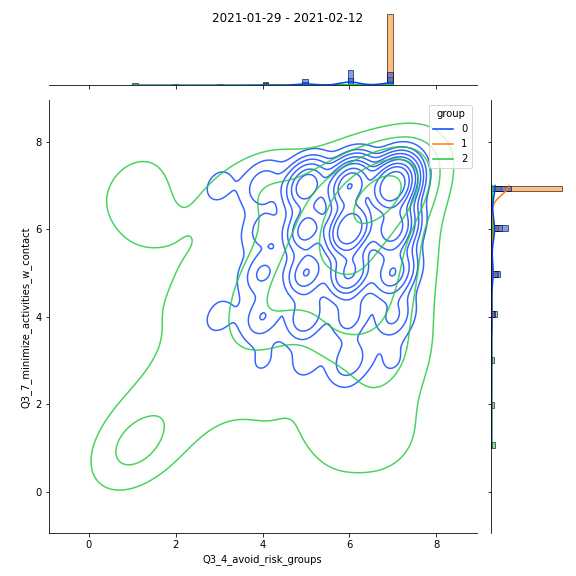 2021-01-29 - 2021-02-12
group
0
1
2
8
6
4
2
0
Q3_7_minimize_activities_w_contact
0 2 4 6 8
Q3_4_avoid_risk_groups